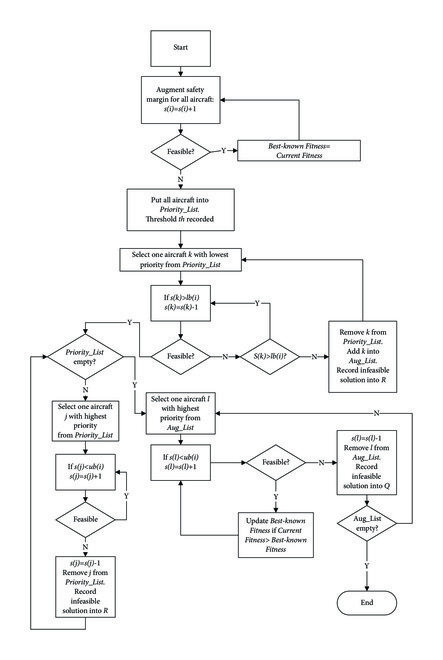 Start
Augment safety
margin for all aircraft:
s(i)=s(i)+1
Feasible?
Y
Best-known Fitness=
Current Fitness
N
Put all aircraft into
Priority_List.
Threshold th recorded
Select one aircraft k with lowest
priority from Priority_List
If s(k)>lb(i)
s(k)=s(k)-1
Y
Y
Priority_List
empty?
Feasible?
N
S(k)>lb(i)?
N
Remove k from
Priority_List.
Add k into
Aug_List.
Record infeasible
solution into R
Y
N
Select one aircraft
j with highest
priority
from Priority_List
Select one aircraft l
with highest
priority from
Aug_List
N
If s(j)<ub(i)
s(j)=s(j)+1
Y
Feasible
N
s(j)=s(j)-1
Remove j from
Priority_List.
Record
infeasible
solution into R
If s(l)<ub(i)
s(l)=s(l)+1
Feasible?
N
Y
s(l)=s(l)-1
Remove l from
Aug_List.
Record
infeasible
solution into Q
Update Best-known
Fitness if Current
Fitness> Best-known
Fitness
Aug_List
empty?
Y
End